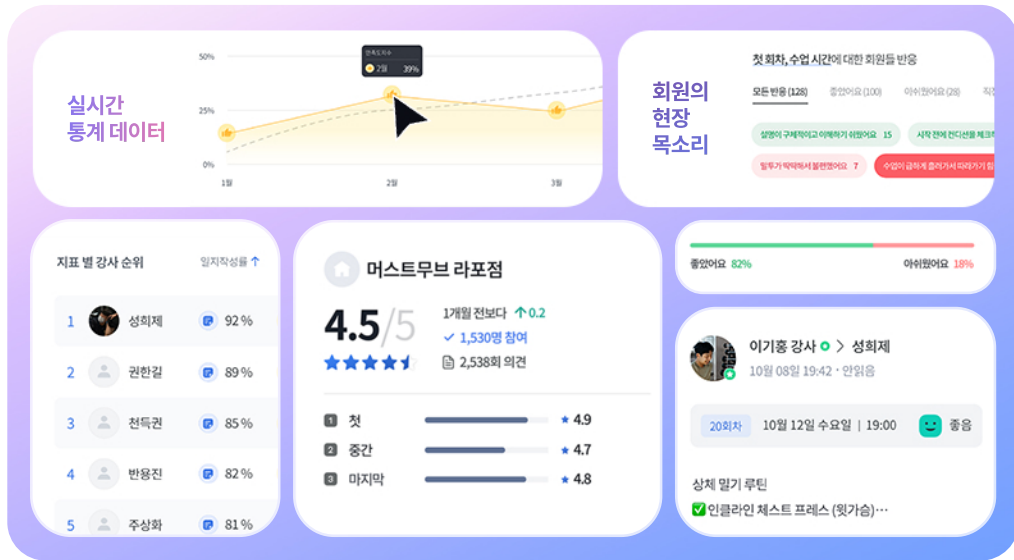 실시간
통계 데이터
50%
25%
0%
만족도지수
2월 39%
1월
2월
3월
회원의
현장
목소리
첫 회차, 수업 시간에 대한 회원들 반응
모든 반응 (128) 좋았어요 (100) 아쉬웠어요 (28)
설명이 구체적이고 이해하기 쉬웠어요 15
시작 전에 컨디션을 체크해
말투가 딱딱해서 불편했어요 7
수업이 급하게 흘러가서 따라가기 힘
지표 별 강사 순위
일지작성률 ↑
1 성희제 92 %
2 권한길 89 %
3 천득권 85 %
4 반용진 82 %
5 주상화 81 %
머스트무브 라포점
4.5/5
1개월 전보다 ↑ 0.2
1,530명 참여
2,538회 의견
1 첫 ★ 4.9
2 중간 ★ 4.7
3 마지막 ★ 4.8
좋았어요 82%
아쉬웠어요 18%
이기홍 강사 > 성희제
10월 08일 19:42 · 안읽음
20회차 10월 12일 수요일 | 19:00 좋음
상체 밀기 루틴
✅인클라인 체스트 프레스 (윗가슴)···